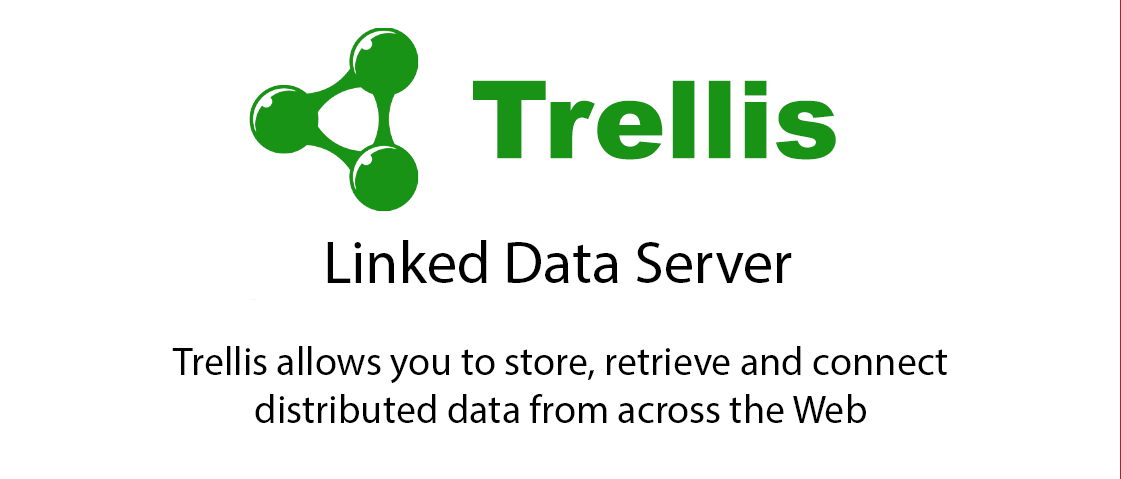 Trellis
Linked Data Server
Trellis allows you to store, retrieve and connect
distributed data from across the Web